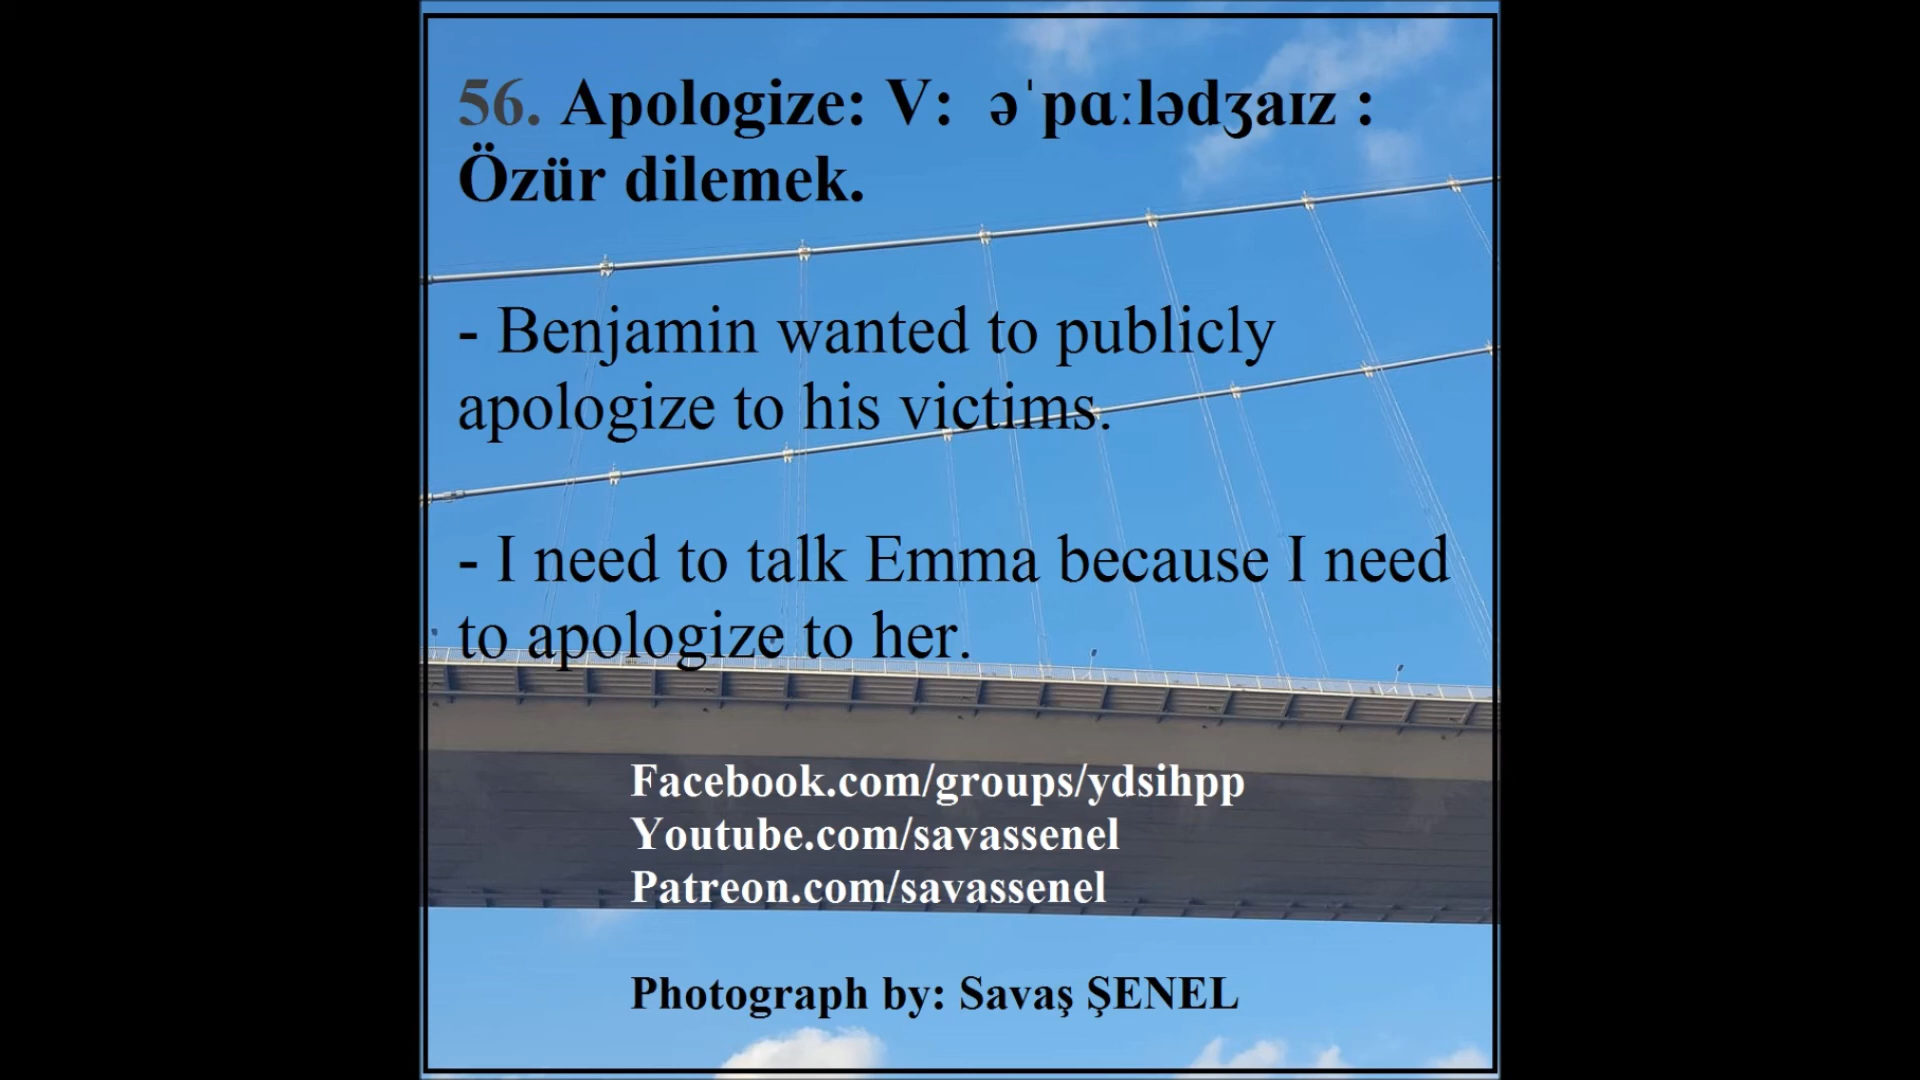 56. Apologize: V: əˈpɑːlədʒaɪz :
Özür dilemek.
- Benjamin wanted to publicly
apologize to his victims.
- I need to talk Emma because I need
to apologize to her.
Facebook.com/groups/ydsihpp
Youtube.com/savassenel
Patreon.com/savassenel
Photograph by: Savaş ŞENEL